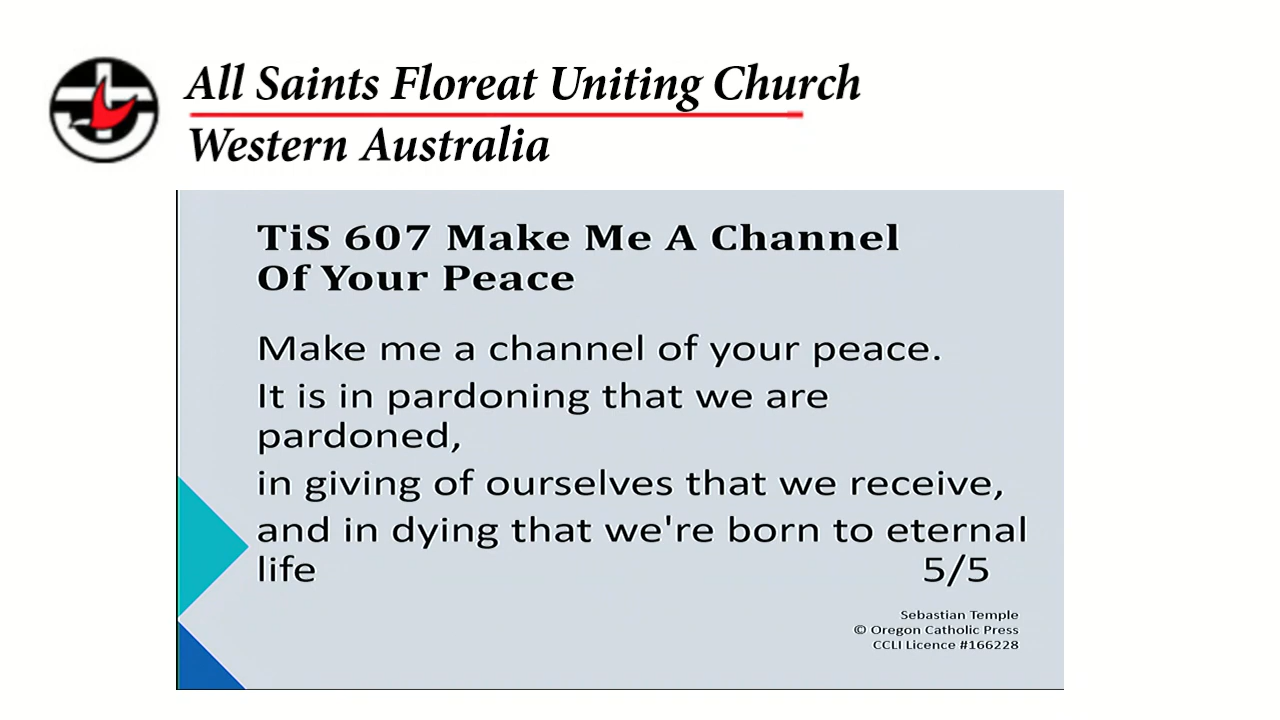 All Saints Floreat Uniting Church
Western Australia
TiS 607 Make Me A Channel
Of Your Peace
Make me a channel of your peace.
It is in pardoning that we are
pardoned,
in giving of ourselves that we receive,
and in dying that we're born to eternal
life 5/5
Sebastian Temple
© Oregon Catholic Press
CCLI Licence #166228